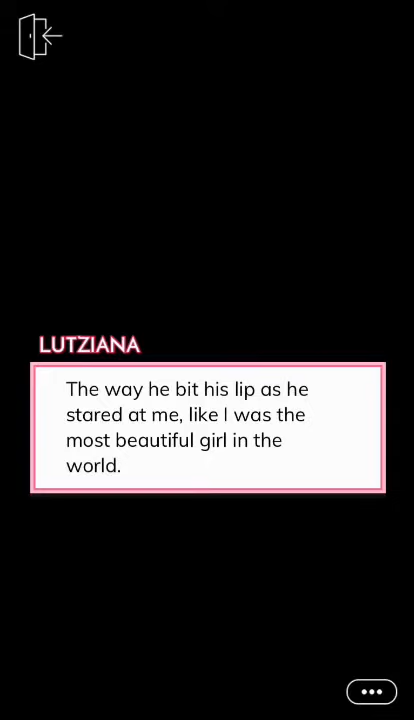 LUTZIANA
The way he bit his lip as he
stared at me, like I was the
most beautiful girl in the
world.